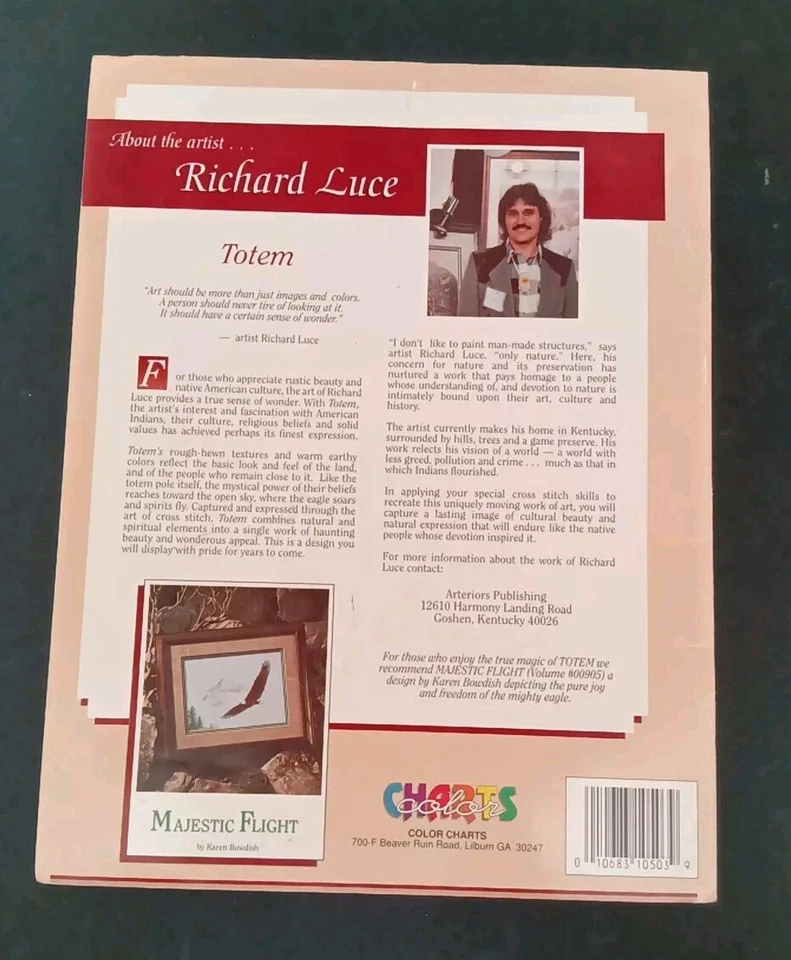 About the artist . . .
Richard Luce
Totem
"Art should be more than just images and colors.
A person should never tire of looking at it.
It should have a certain sense of wonder."
— artist Richard Luce
For those who appreciate rustic beauty and
native American culture, the art of Richard
Luce provides a true sense of wonder. With Totem,
the artist's interest and fascination with American
Indians, their culture, religious beliefs and solid
values has achieved perhaps its finest expression.
Totem's rough-hewn textures and warm earthy
colors reflect the basic look and feel of the land,
and of the people who remain close to it. Like the
totem pole itself, the mystical power of their beliefs
reaches toward the open sky, where the eagle soars
and spirits fly. Captured and expressed through the
art of cross stitch, Totem combines natural and
spiritual elements into a single work of haunting
beauty and wonderous appeal. This is a design you
will display with pride for years to come.
"I don't like to paint man-made structures," says
artist Richard Luce. "only nature." Here, his
concern for nature and its preservation has
nurtured a work that pays homage to a people
whose understanding of, and devotion to nature is
intimately bound upon their art, culture and
history.
The artist currently makes his home in Kentucky,
surrounded by hills, trees and a game preserve. His
work relects his vision of a world — a world with
less greed, pollution and crime . . . much as that in
which Indians flourished.
In applying your special cross stitch skills to
recreate this uniquely moving work of art, you will
capture a lasting image of cultural beauty and
natural expression that will endure like the native
people whose devotion inspired it.
For more information about the work of Richard
Luce contact:
Arteriors Publishing
12610 Harmony Landing Road
Goshen, Kentucky 40026
For those who enjoy the true magic of TOTEM we
recommend MAJESTIC FLIGHT (Volume #00905) a
design by Karen Bowdish depicting the pure joy
and freedom of the mighty eagle.
MAJESTIC FLIGHT
by Karen Bowdish
CHARTS
color
COLOR CHARTS
700-F Beaver Ruin Road, Lilburn GA 30247
0 10683 10503 9